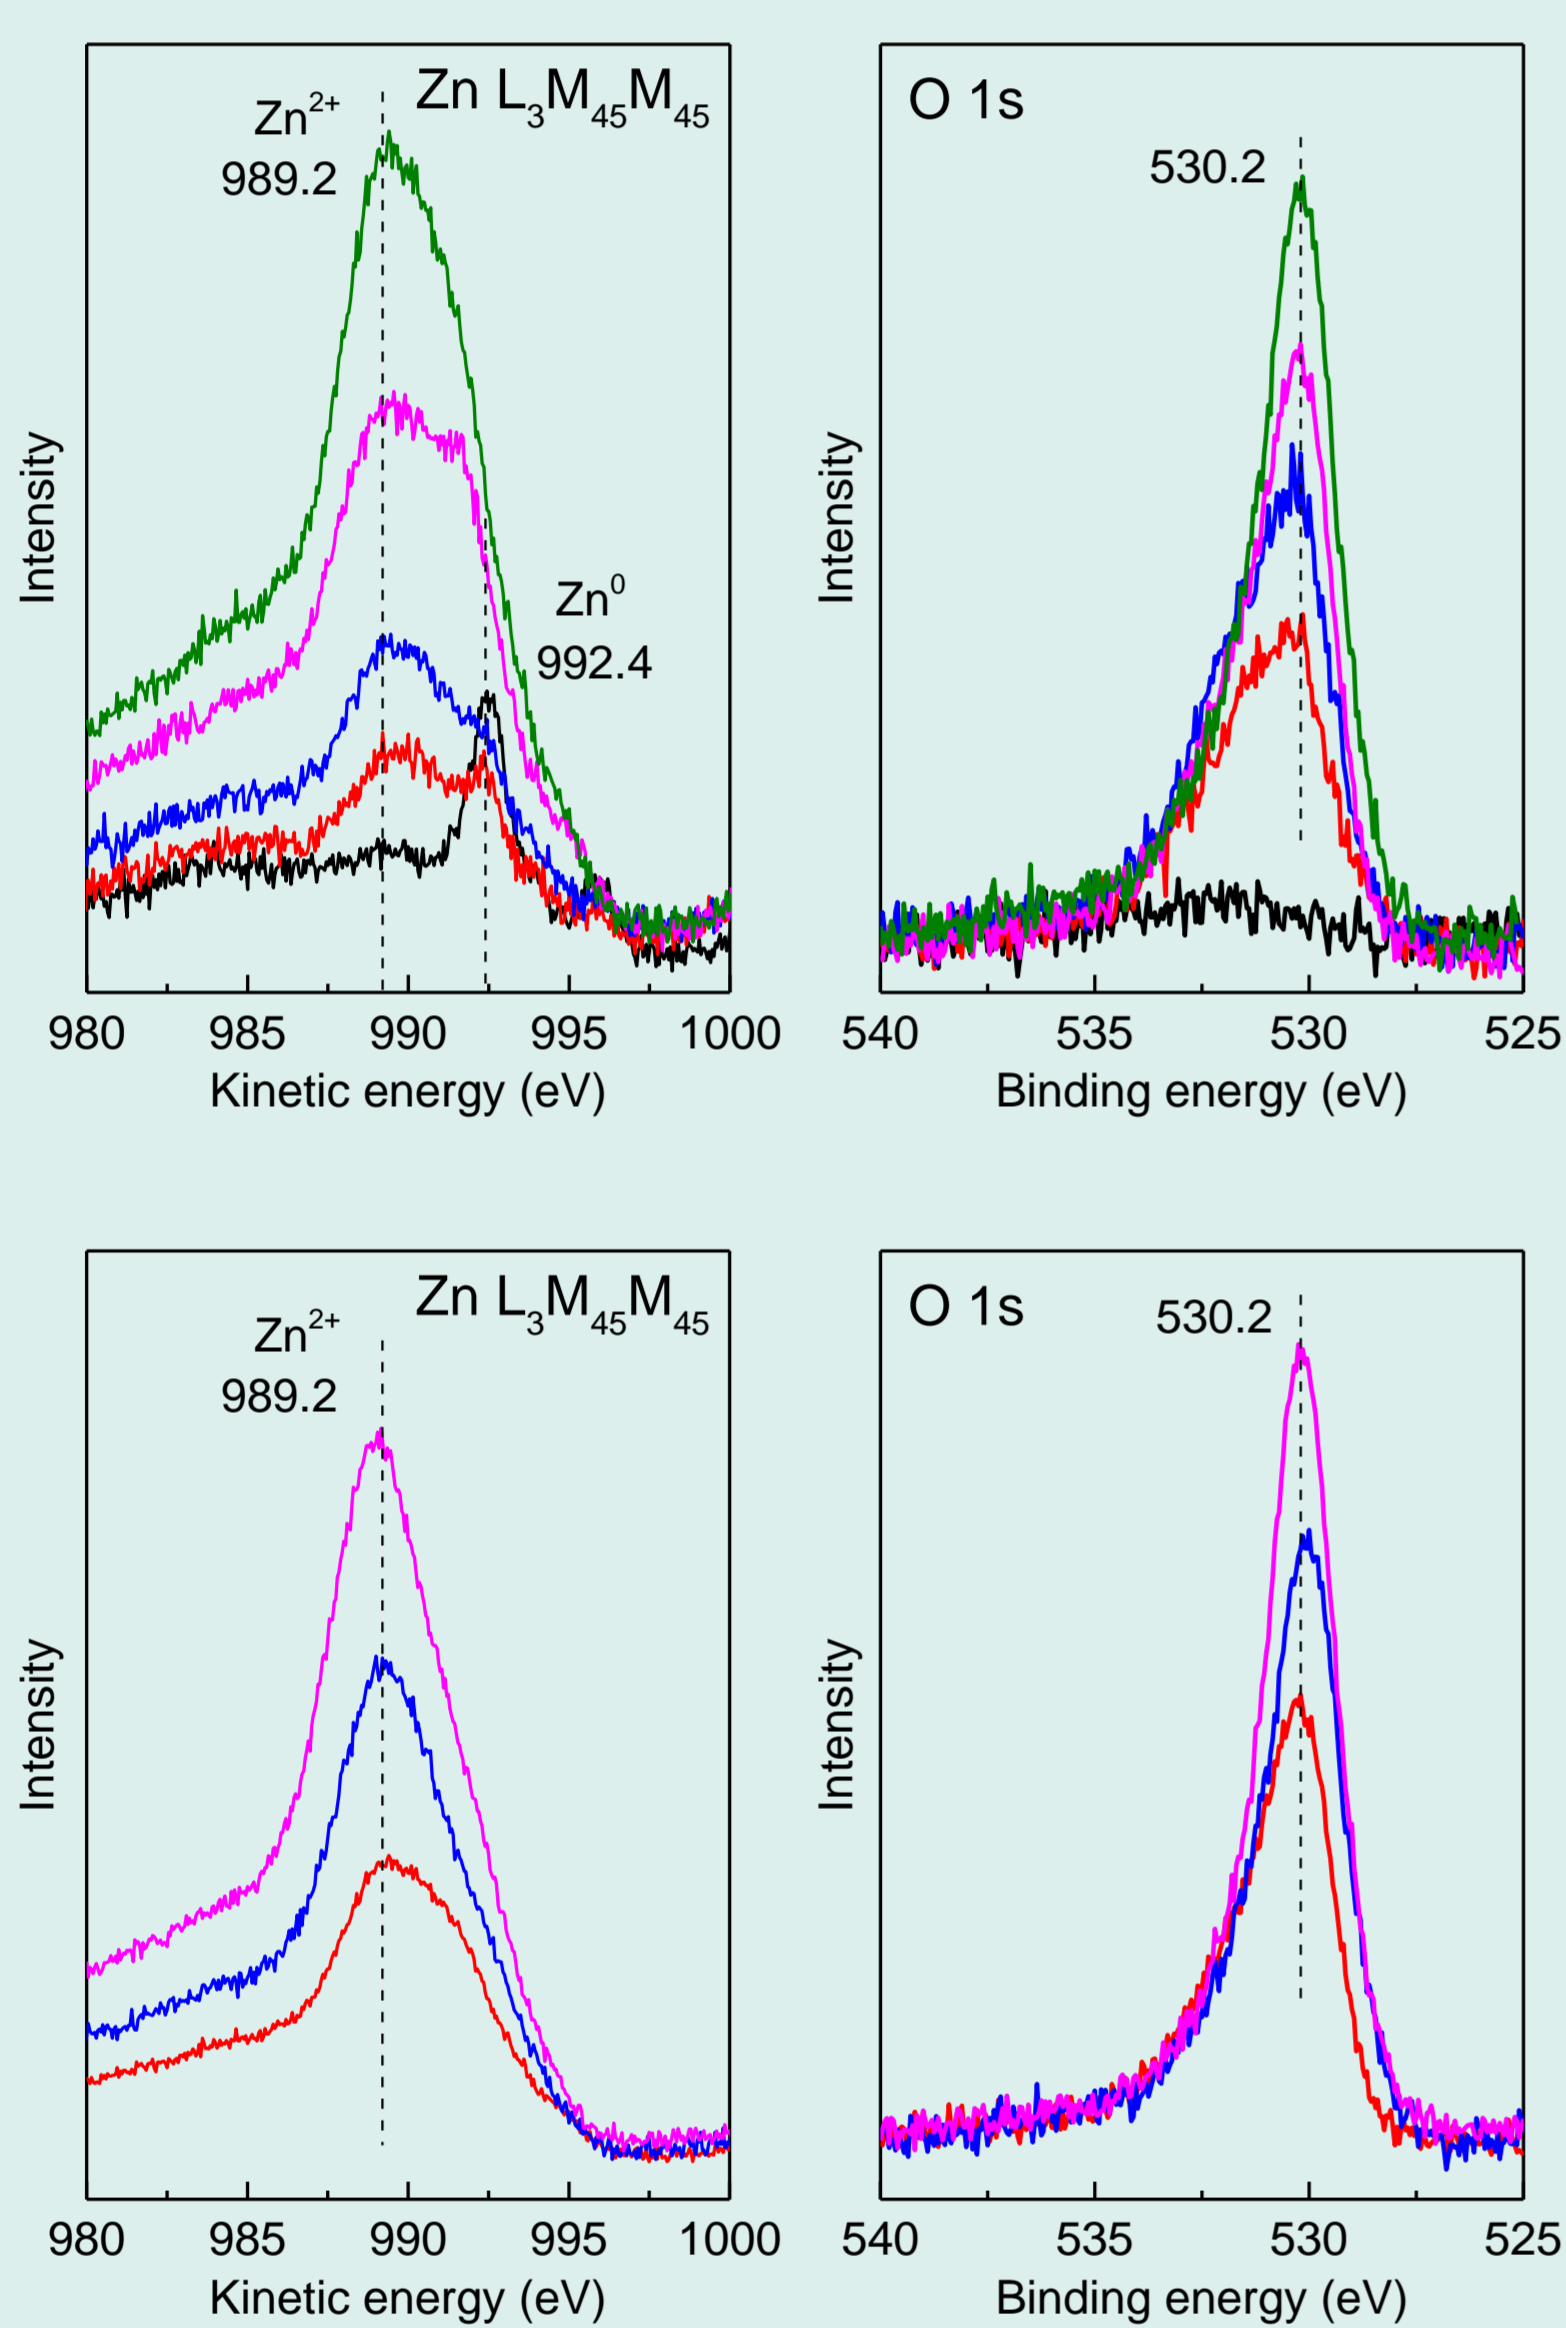 Zn L₃M₄₅M₄₅
Zn²⁺
989.2
Zn⁰
992.4
Intensity
980 985 990 995 1000
Kinetic energy (eV)
O 1s
530.2
Intensity
540 535 530 525
Binding energy (eV)
Zn L₃M₄₅M₄₅
Zn²⁺
989.2
Intensity
980 985 990 995 1000
Kinetic energy (eV)
O 1s
530.2
Intensity
540 535 530 525
Binding energy (eV)